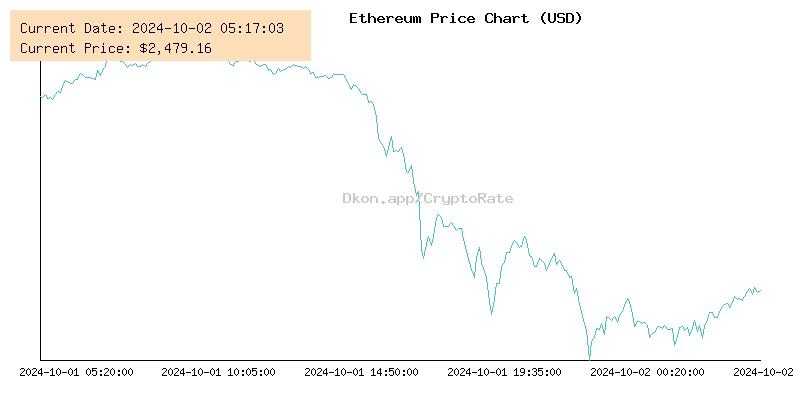 Ethereum Price Chart (USD)
Current Date: 2024-10-02 05:17:03
Current Price: $2,479.16
Dkon.app/CryptoRate
2024-10-01 05:20:00 2024-10-01 10:05:00 2024-10-01 14:50:00 2024-10-01 19:35:00 2024-10-02 00:20:00 2024-10-02